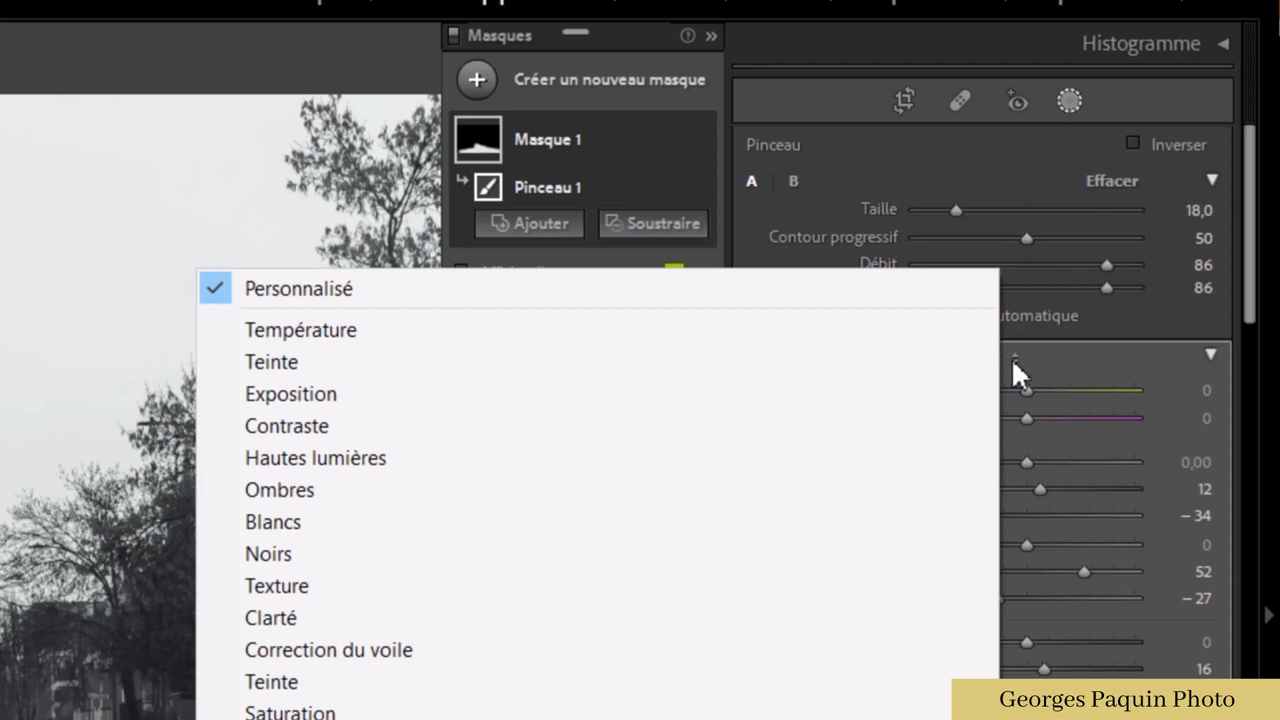 Masques
Histogramme
Créer un nouveau masque
Masque 1
Pinceau
Inverser
Pinceau 1
A
B
Effacer
Taille
18,0
Ajouter
Soustraire
Contour progressif
50
Débit
86
86
Personnalisé
utomatique
Température
Teinte
Exposition
0
Contraste
0
Hautes lumières
0,00
Ombres
12
Blancs
– 34
Noirs
0
Texture
52
Clarté
– 27
Correction du voile
0
Teinte
16
Saturation
Georges Paquin Photo